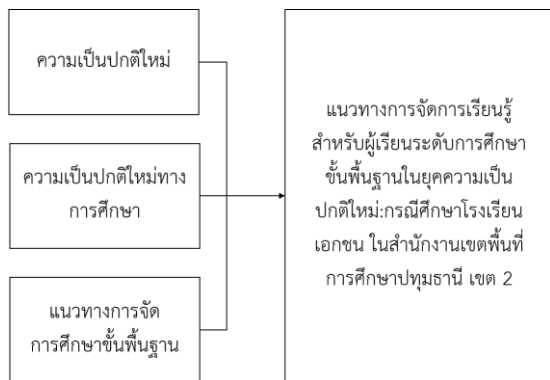 ความเป็นปกติใหม่
ความเป็นปกติใหม่ทาง
การศึกษา
แนวทางการจัด
การศึกษาขั้นพื้นฐาน
แนวทางการจัดการเรียนรู้
สำหรับผู้เรียนระดับการศึกษา
ขั้นพื้นฐานในยุคความเป็น
ปกติใหม่:กรณีศึกษาโรงเรียน
เอกชน ในสำนักงานเขตพื้นที่
การศึกษาปทุมธานี เขต 2